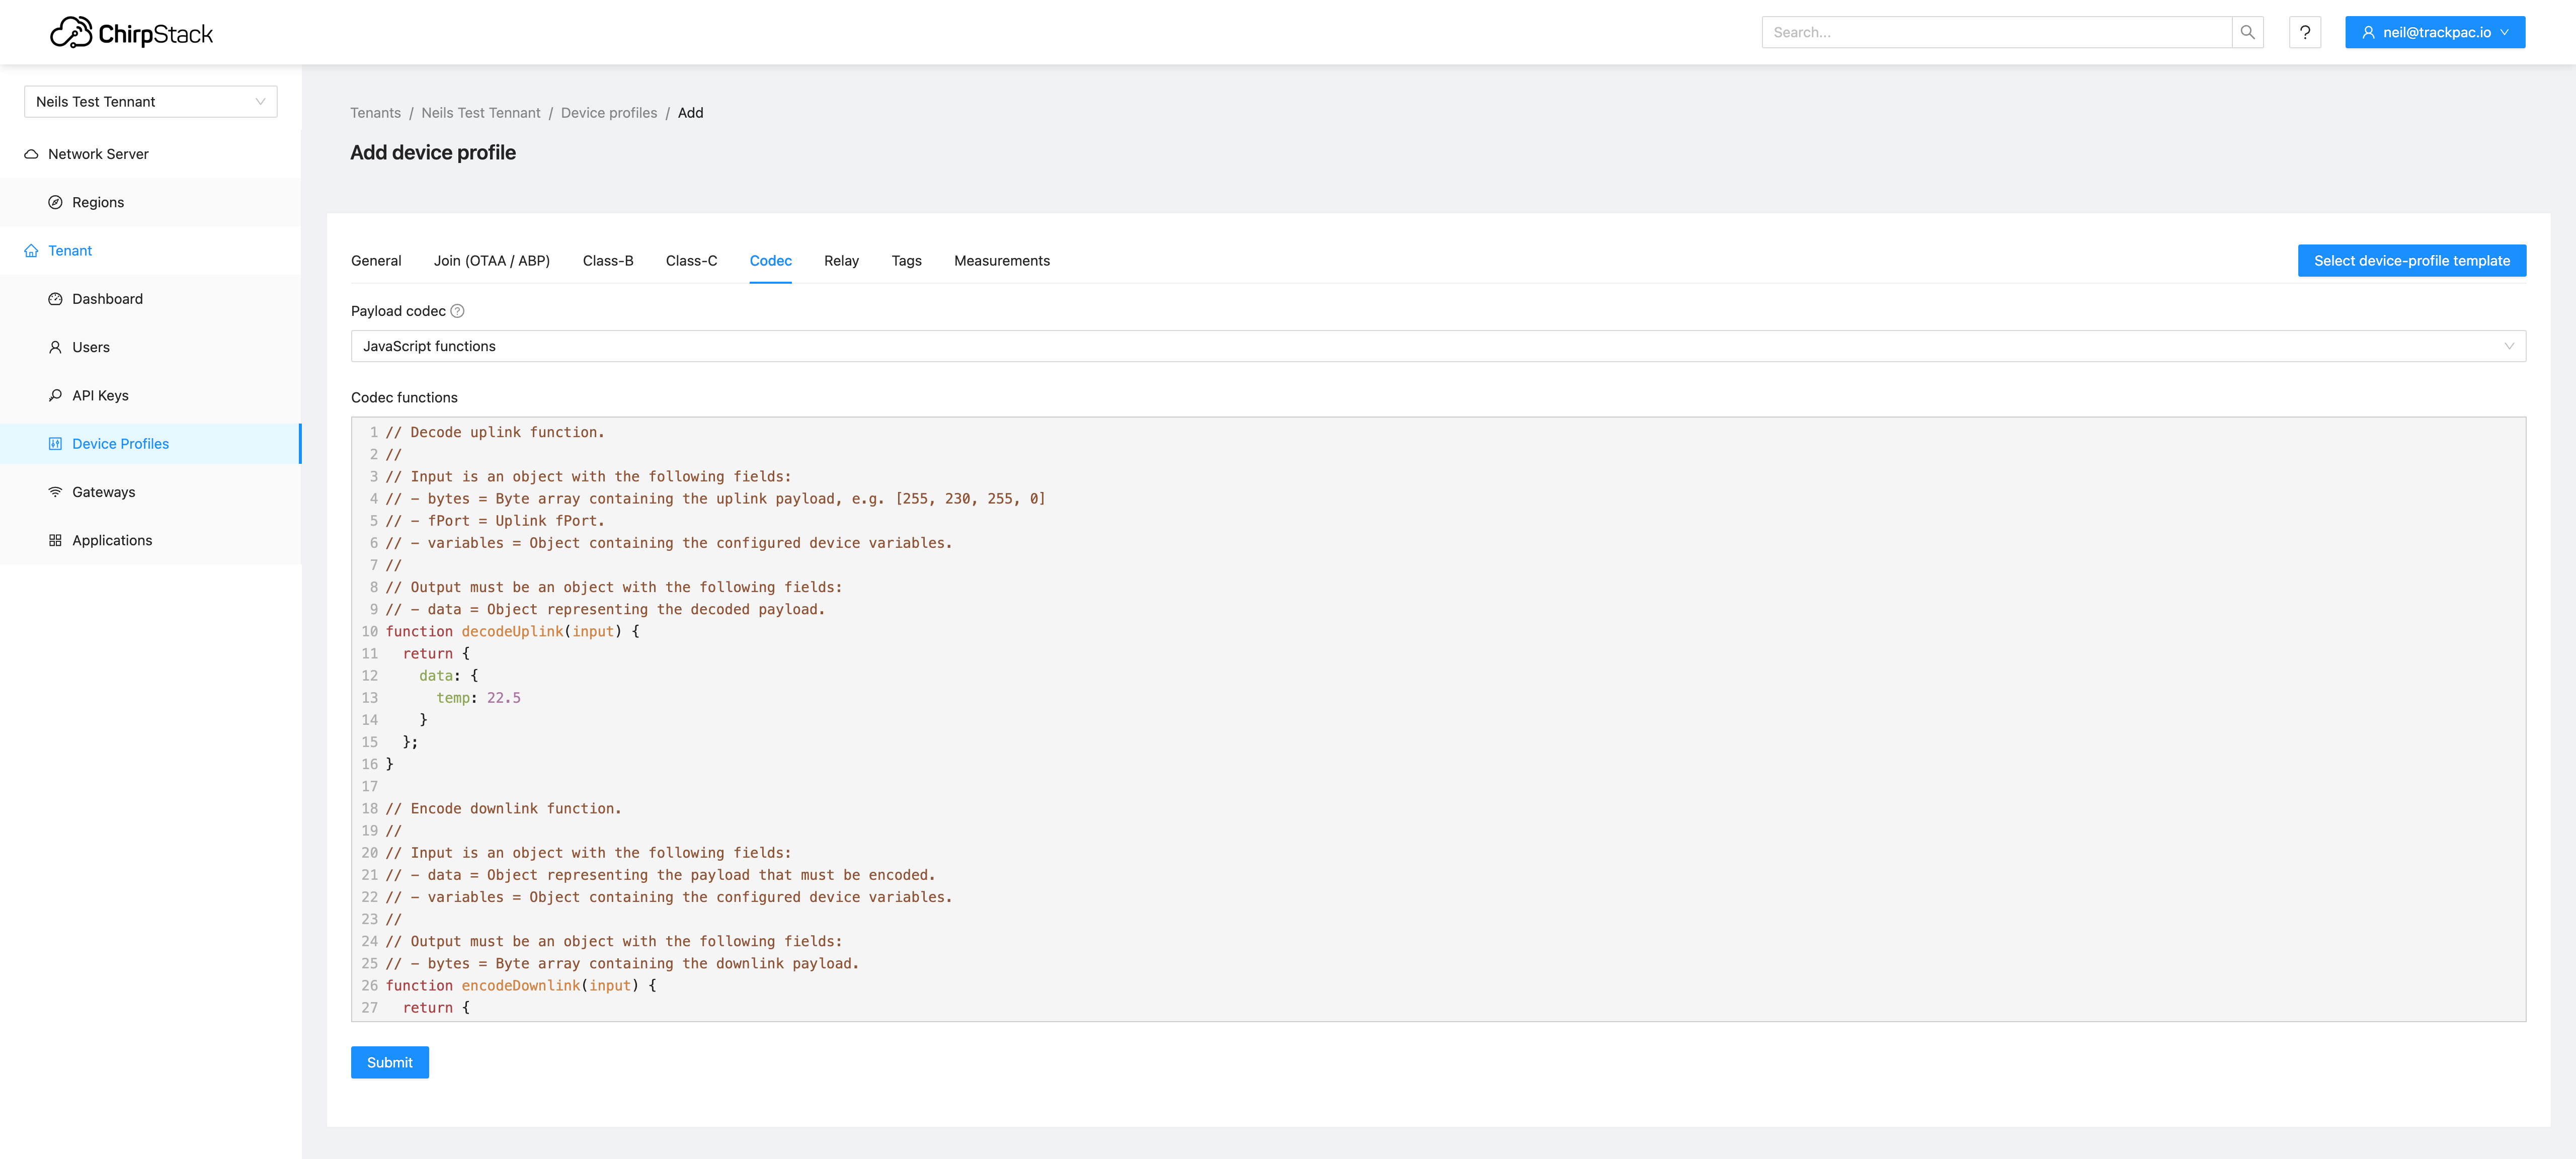 ChirpStack
Search...
?
neil@trackpac.io
Neils Test Tennant
Network Server
Regions
Tenant
Dashboard
Users
API Keys
Device Profiles
Gateways
Applications
Tenants / Neils Test Tennant / Device profiles / Add
Add device profile
General Join (OTAA / ABP) Class-B Class-C Codec Relay Tags Measurements
Select device-profile template
Payload codec ?
JavaScript functions
Codec functions
1 // Decode uplink function.
2 //
3 // Input is an object with the following fields:
4 // - bytes = Byte array containing the uplink payload, e.g. [255, 230, 255, 0]
5 // - fPort = Uplink fPort.
6 // - variables = Object containing the configured device variables.
7 //
8 // Output must be an object with the following fields:
9 // - data = Object representing the decoded payload.
10 function decodeUplink(input) {
11   return {
12     data: {
13       temp: 22.5
14     }
15   };
16 }
17
18 // Encode downlink function.
19 //
20 // Input is an object with the following fields:
21 // - data = Object representing the payload that must be encoded.
22 // - variables = Object containing the configured device variables.
23 //
24 // Output must be an object with the following fields:
25 // - bytes = Byte array containing the downlink payload.
26 function encodeDownlink(input) {
27   return {
Submit